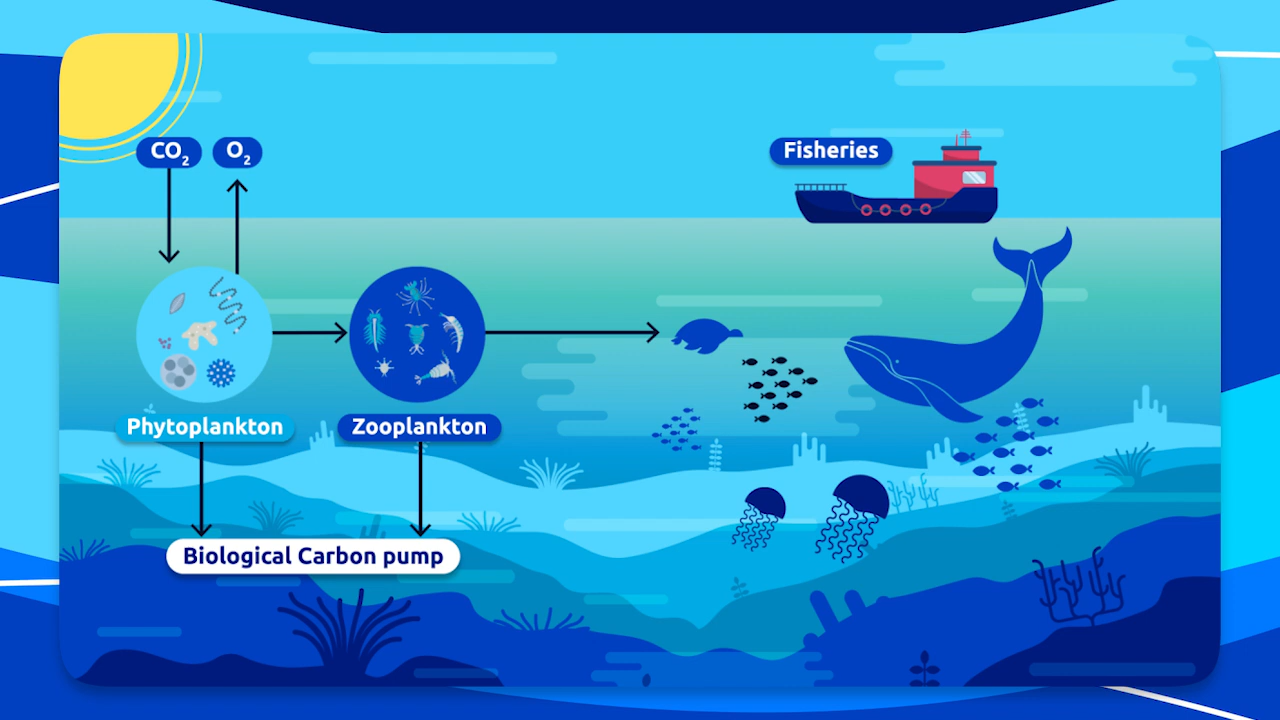 CO₂
O₂
Fisheries
Phytoplankton
Zooplankton
Biological Carbon pump